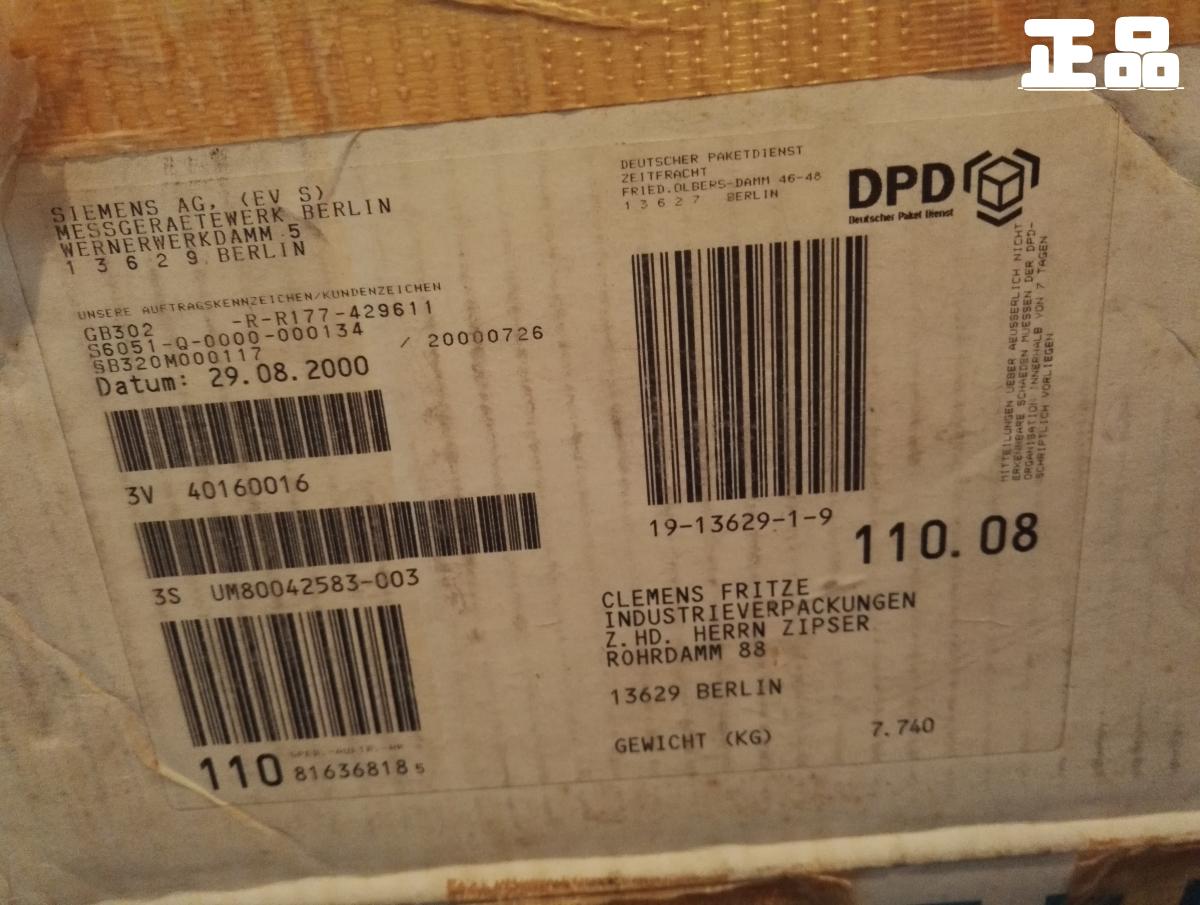 正品
SIEMENS AG, (EV S)
MESSGERAETEWERK BERLIN
WERNERWERKDAMM 5
1 3 6 2 9 BERLIN
UNSERE AUFTRAGSKENNZEICHEN/KUNDENZEICHEN
GB302 -R-R177-429611
S6051-Q-0000-000134 / 20000726
SB320M000117
Datum: 29.08.2000
3V 40160016
3S UM80042583-003
110 81636818 5
DEUTSCHER PAKETDIENST
ZEITFRACHT
FRIED.OLBERS-DAMM 46-48
1 3 6 2 7 BERLIN
DPD
Deutscher Paket Dienst
MITTEILUNGEN UEBER AEUSSERLICH NICHT
ERKENNBARE SCHAEDEN MUESSEN DER DPD-
ORGANISATION INNERHALB VON 7 TAGEN
SCHRIFTLICH VORLIEGEN
19-13629-1-9
110.08
CLEMENS FRITZE
INDUSTRIEVERPACKUNGEN
Z.HD. HERRN ZIPSER
ROHRDAMM 88
13629 BERLIN
GEWICHT (KG) 7.740